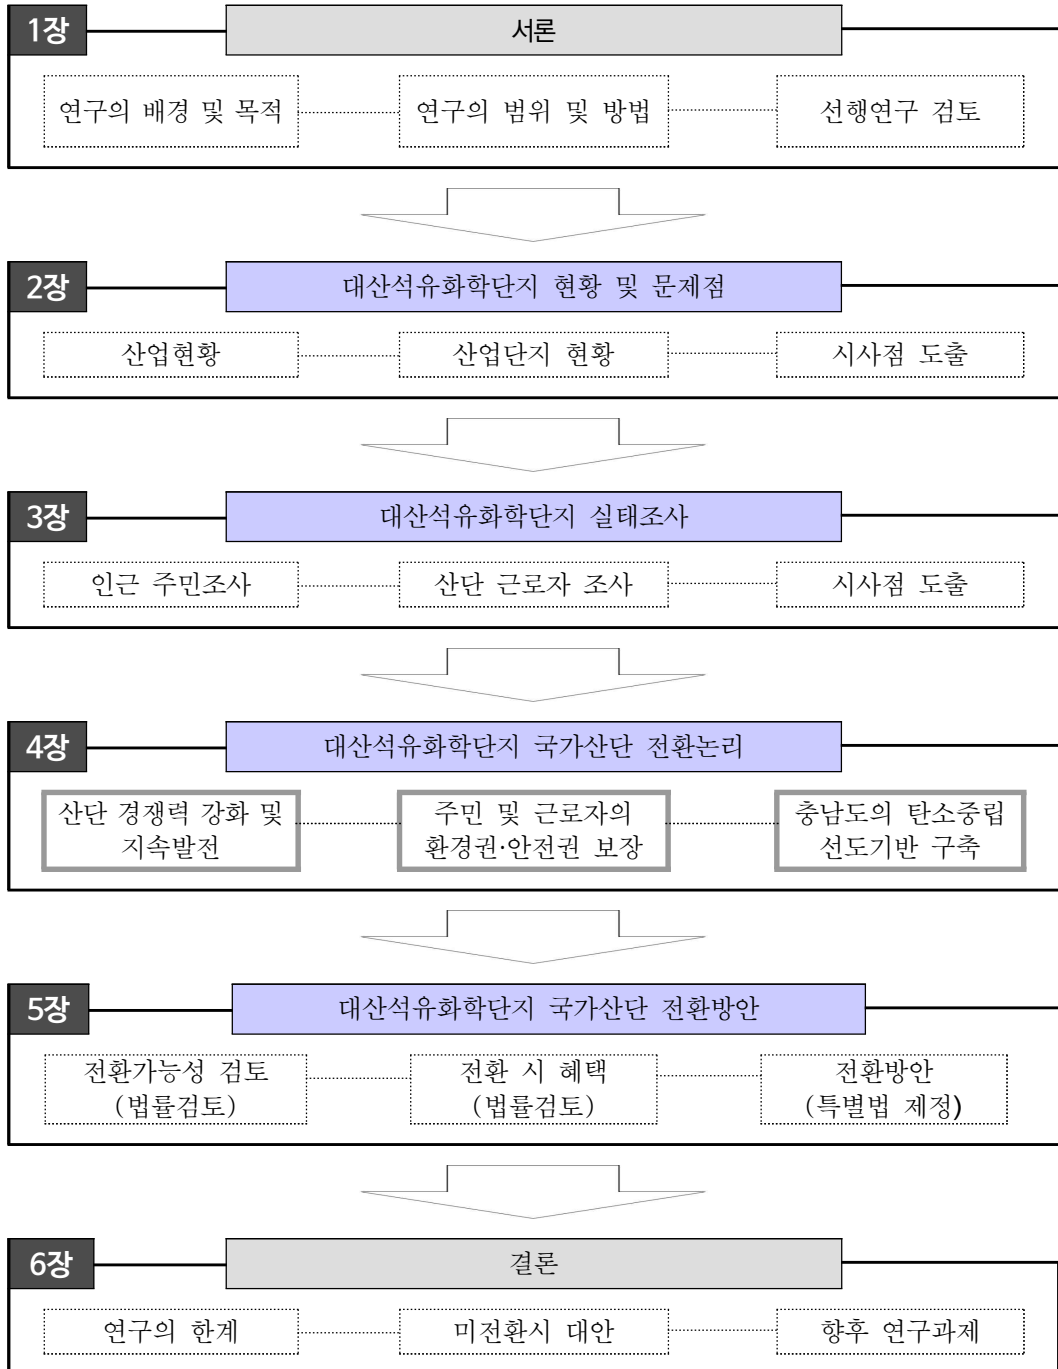 1장
서론
연구의 배경 및 목적
연구의 범위 및 방법
선행연구 검토
2장
대산석유화학단지 현황 및 문제점
산업현황
산업단지 현황
시사점 도출
3장
대산석유화학단지 실태조사
인근 주민조사
산단 근로자 조사
시사점 도출
4장
대산석유화학단지 국가산단 전환논리
산단 경쟁력 강화 및
지속발전
주민 및 근로자의
환경권·안전권 보장
충남도의 탄소중립
선도기반 구축
5장
대산석유화학단지 국가산단 전환방안
전환가능성 검토
(법률검토)
전환 시 혜택
(법률검토)
전환방안
(특별법 제정)
6장
결론
연구의 한계
미전환시 대안
향후 연구과제